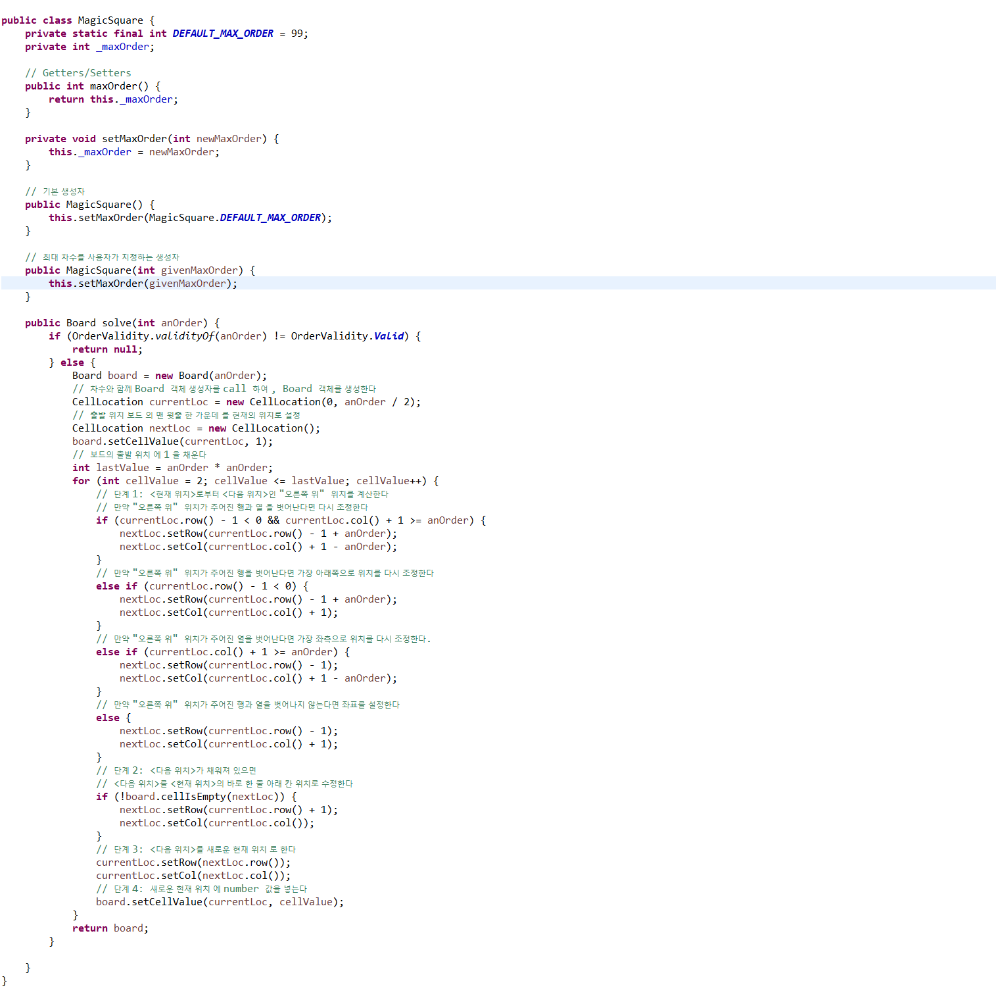 public class MagicSquare {
    private static final int DEFAULT_MAX_ORDER = 99;
    private int _maxOrder;

    // Getters/Setters
    public int maxOrder() {
        return this._maxOrder;
    }

    private void setMaxOrder(int newMaxOrder) {
        this._maxOrder = newMaxOrder;
    }

    // 기본 생성자
    public MagicSquare() {
        this.setMaxOrder(MagicSquare.DEFAULT_MAX_ORDER);
    }

    // 최대 차수를 사용자가 지정하는 생성자
    public MagicSquare(int givenMaxOrder) {
        this.setMaxOrder(givenMaxOrder);
    }

    public Board solve(int anOrder) {
        if (OrderValidity.validityOf(anOrder) != OrderValidity.Valid) {
            return null;
        } else {
            Board board = new Board(anOrder);
            // 차수와 함께 Board 객체 생성자를 call 하여 , Board 객체를 생성한다
            CellLocation currentLoc = new CellLocation(0, anOrder / 2);
            // 출발 위치 보드 의 맨 윗줄 한 가운데 를 현재의 위치로 설정
            CellLocation nextLoc = new CellLocation();
            board.setCellValue(currentLoc, 1);
            // 보드의 출발 위치 에 1 을 채운다
            int lastValue = anOrder * anOrder;
            for (int cellValue = 2; cellValue <= lastValue; cellValue++) {
                // 단계 1: <현재 위치>로부터 <다음 위치>인 "오른쪽 위" 위치를 계산한다
                // 만약 "오른쪽 위" 위치가 주어진 행과 열 을 벗어난다면 다시 조정한다
                if (currentLoc.row() - 1 < 0 && currentLoc.col() + 1 >= anOrder) {
                    nextLoc.setRow(currentLoc.row() - 1 + anOrder);
                    nextLoc.setCol(currentLoc.col() + 1 - anOrder);
                }
                // 만약 "오른쪽 위" 위치가 주어진 행을 벗어난다면 가장 아래쪽으로 위치를 다시 조정한다
                else if (currentLoc.row() - 1 < 0) {
                    nextLoc.setRow(currentLoc.row() - 1 + anOrder);
                    nextLoc.setCol(currentLoc.col() + 1);
                }
                // 만약 "오른쪽 위" 위치가 주어진 열을 벗어난다면 가장 좌측으로 위치를 다시 조정한다.
                else if (currentLoc.col() + 1 >= anOrder) {
                    nextLoc.setRow(currentLoc.row() - 1);
                    nextLoc.setCol(currentLoc.col() + 1 - anOrder);
                }
                // 만약 "오른쪽 위" 위치가 주어진 행과 열을 벗어나지 않는다면 좌표를 설정한다
                else {
                    nextLoc.setRow(currentLoc.row() - 1);
                    nextLoc.setCol(currentLoc.col() + 1);
                }
                // 단계 2: <다음 위치>가 채워져 있으면
                // <다음 위치>를 <현재 위치>의 바로 한 줄 아래 칸 위치로 수정한다
                if (!board.cellIsEmpty(nextLoc)) {
                    nextLoc.setRow(currentLoc.row() + 1);
                    nextLoc.setCol(currentLoc.col());
                }
                // 단계 3: <다음 위치>를 새로운 현재 위치 로 한다
                currentLoc.setRow(nextLoc.row());
                currentLoc.setCol(nextLoc.col());
                // 단계 4: 새로운 현재 위치 에 number 값을 넣는다
                board.setCellValue(currentLoc, cellValue);
            }
            return board;
        }

    }
}